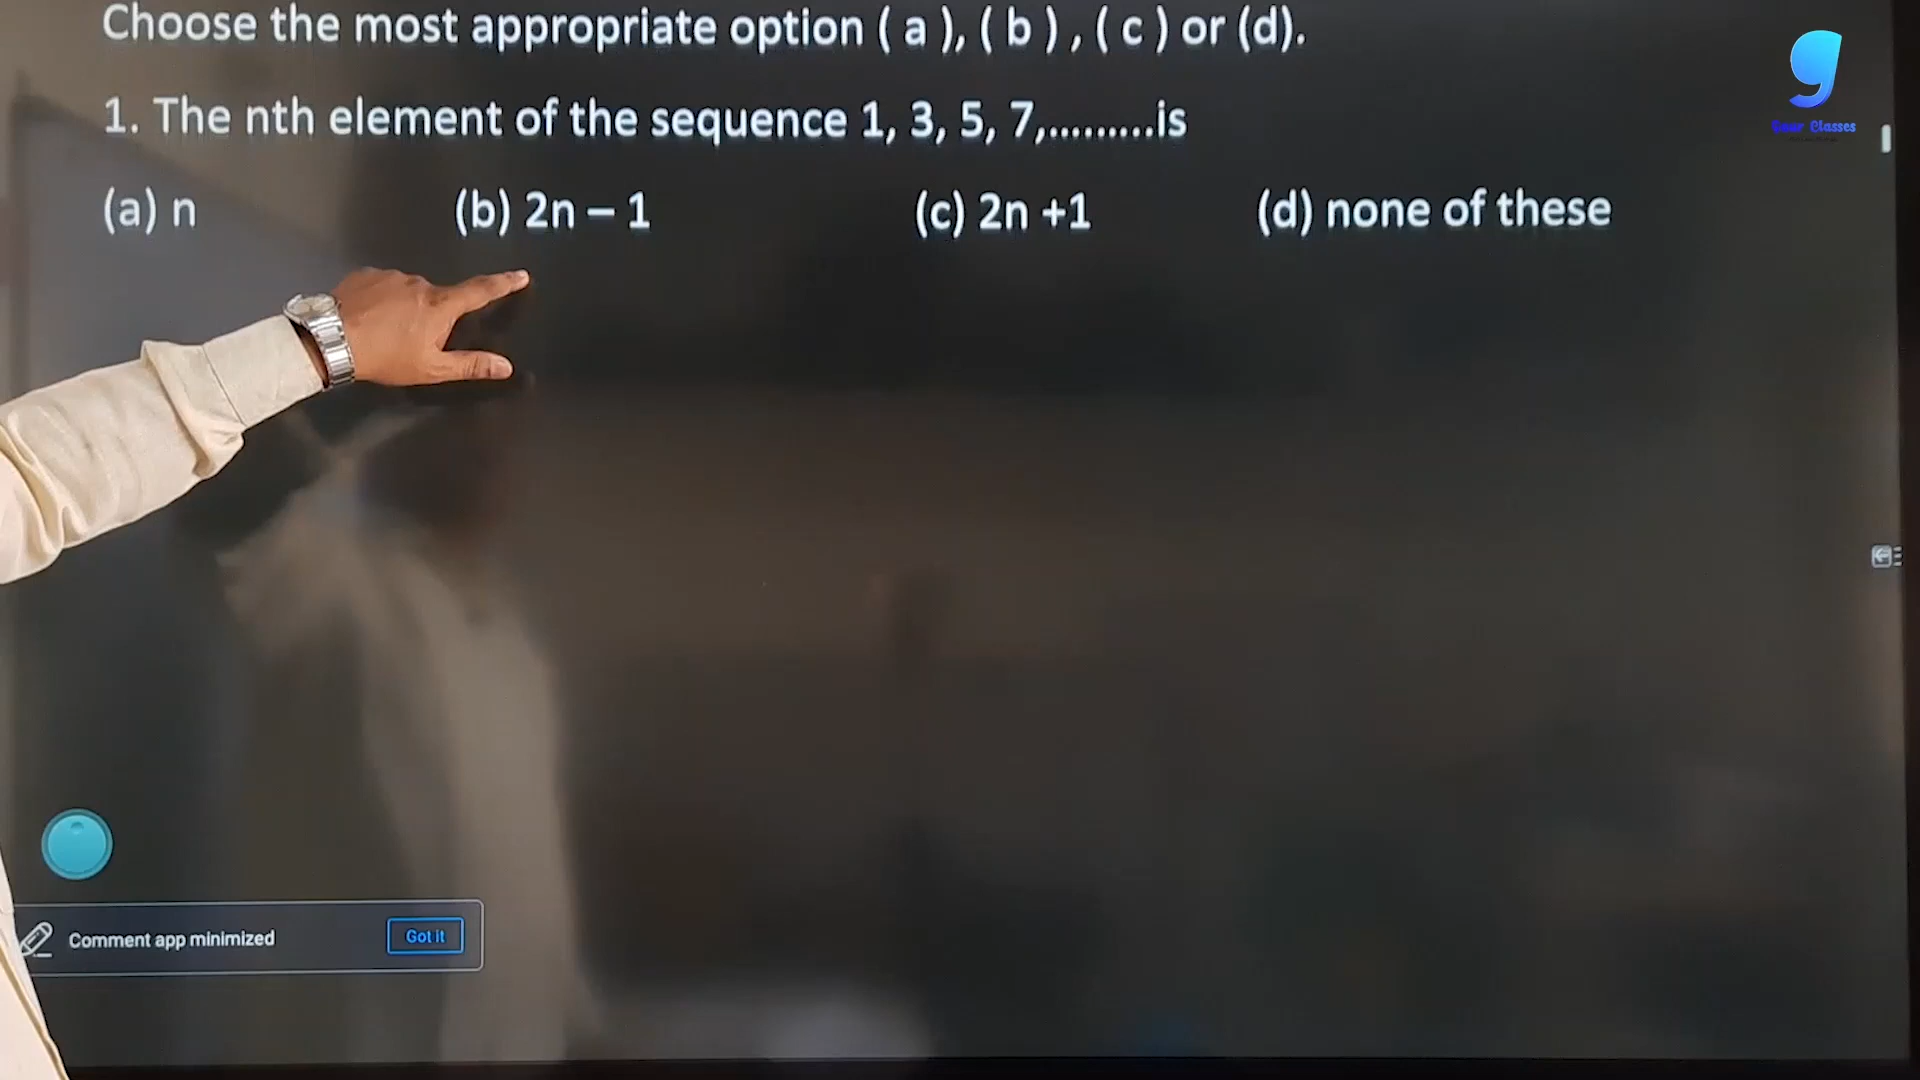 Choose the most appropriate option ( a ), ( b ) , ( c ) or (d).
1. The nth element of the sequence 1, 3, 5, 7,.........is
(a) n (b) 2n – 1 (c) 2n +1 (d) none of these
Comment app minimized Got it
Classes